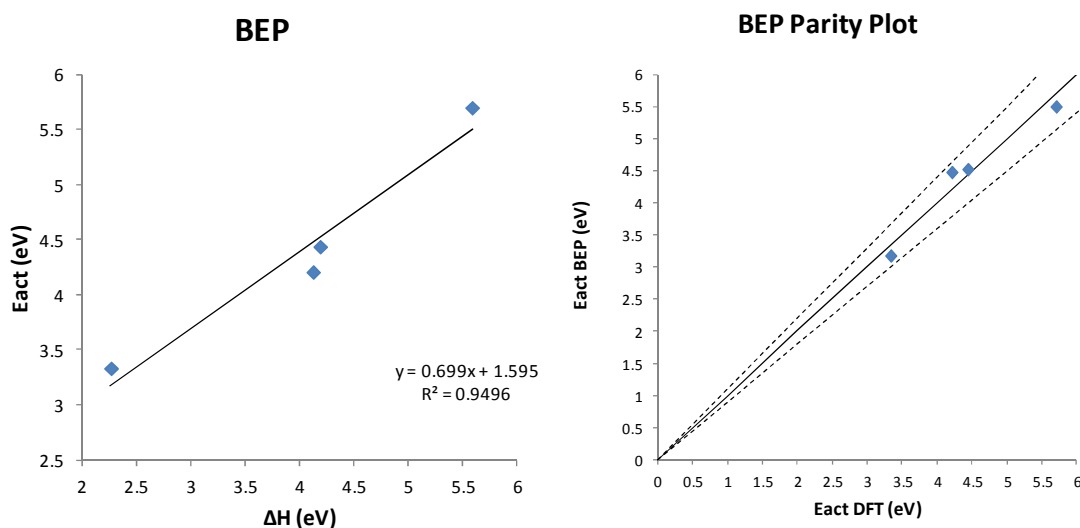 BEP
6
5.5
5
4.5
4
3.5
3
2.5
Eact (eV)
y = 0.699x + 1.595
R² = 0.9496
2 2.5 3 3.5 4 4.5 5 5.5 6
ΔH (eV)
BEP Parity Plot
6
5.5
5
4.5
4
3.5
3
2.5
2
1.5
1
0.5
0
Eact BEP (eV)
0 0.5 1 1.5 2 2.5 3 3.5 4 4.5 5 5.5 6
Eact DFT (eV)